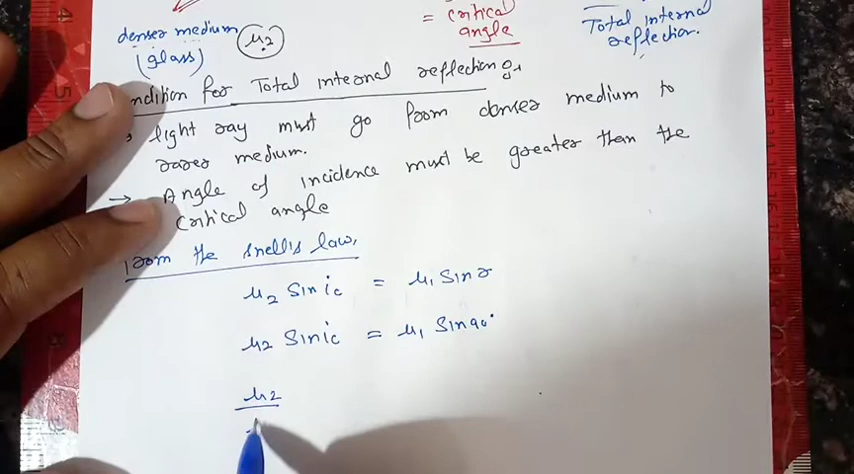 denser medium
μ2
(glass)
= critical
angle
Total internal
reflection.
ndition for Total internal reflection :-
light ray must go from denser medium to
rarer medium.
→ Angle of incidence must be greater than the
critical angle
From the snell's law,
μ2 Sin ic = μ1 Sin r
μ2 Sin ic = μ1 Sin 90°
μ2
5
4